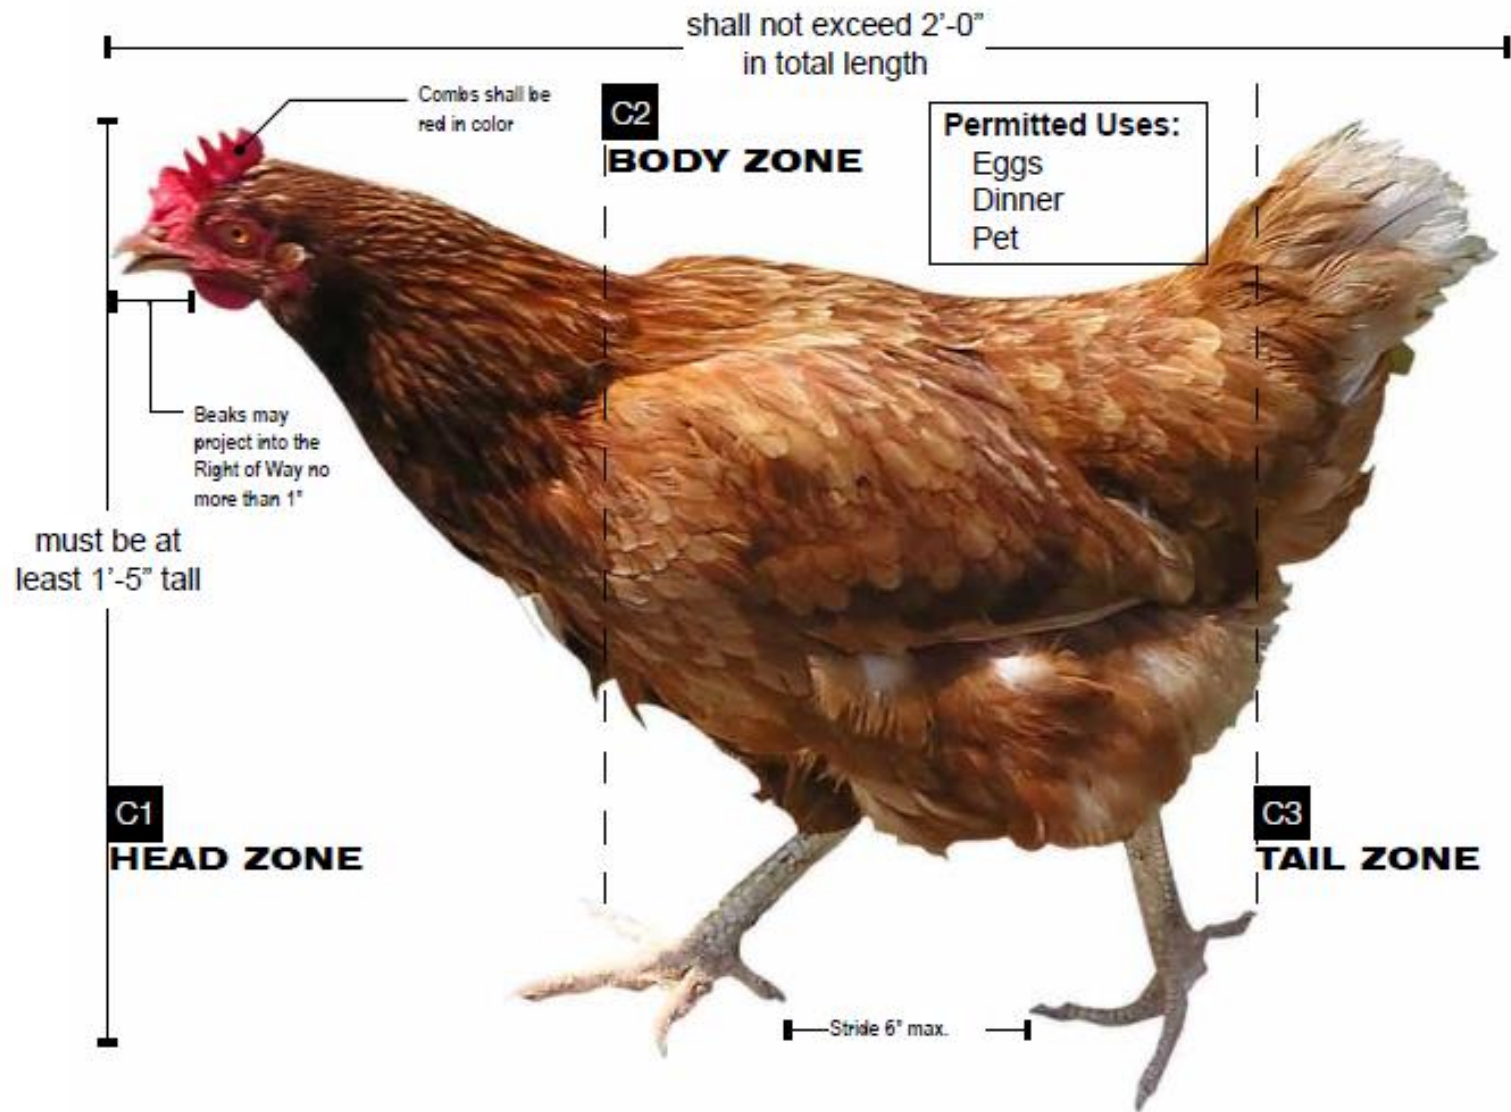 shall not exceed 2’-0”
in total length
Combs shall be
red in color
C2
BODY ZONE
Permitted Uses:
Eggs
Dinner
Pet
Beaks may
project into the
Right of Way no
more than 1"
must be at
least 1’-5” tall
C1
HEAD ZONE
C3
TAIL ZONE
Stride 6" max.